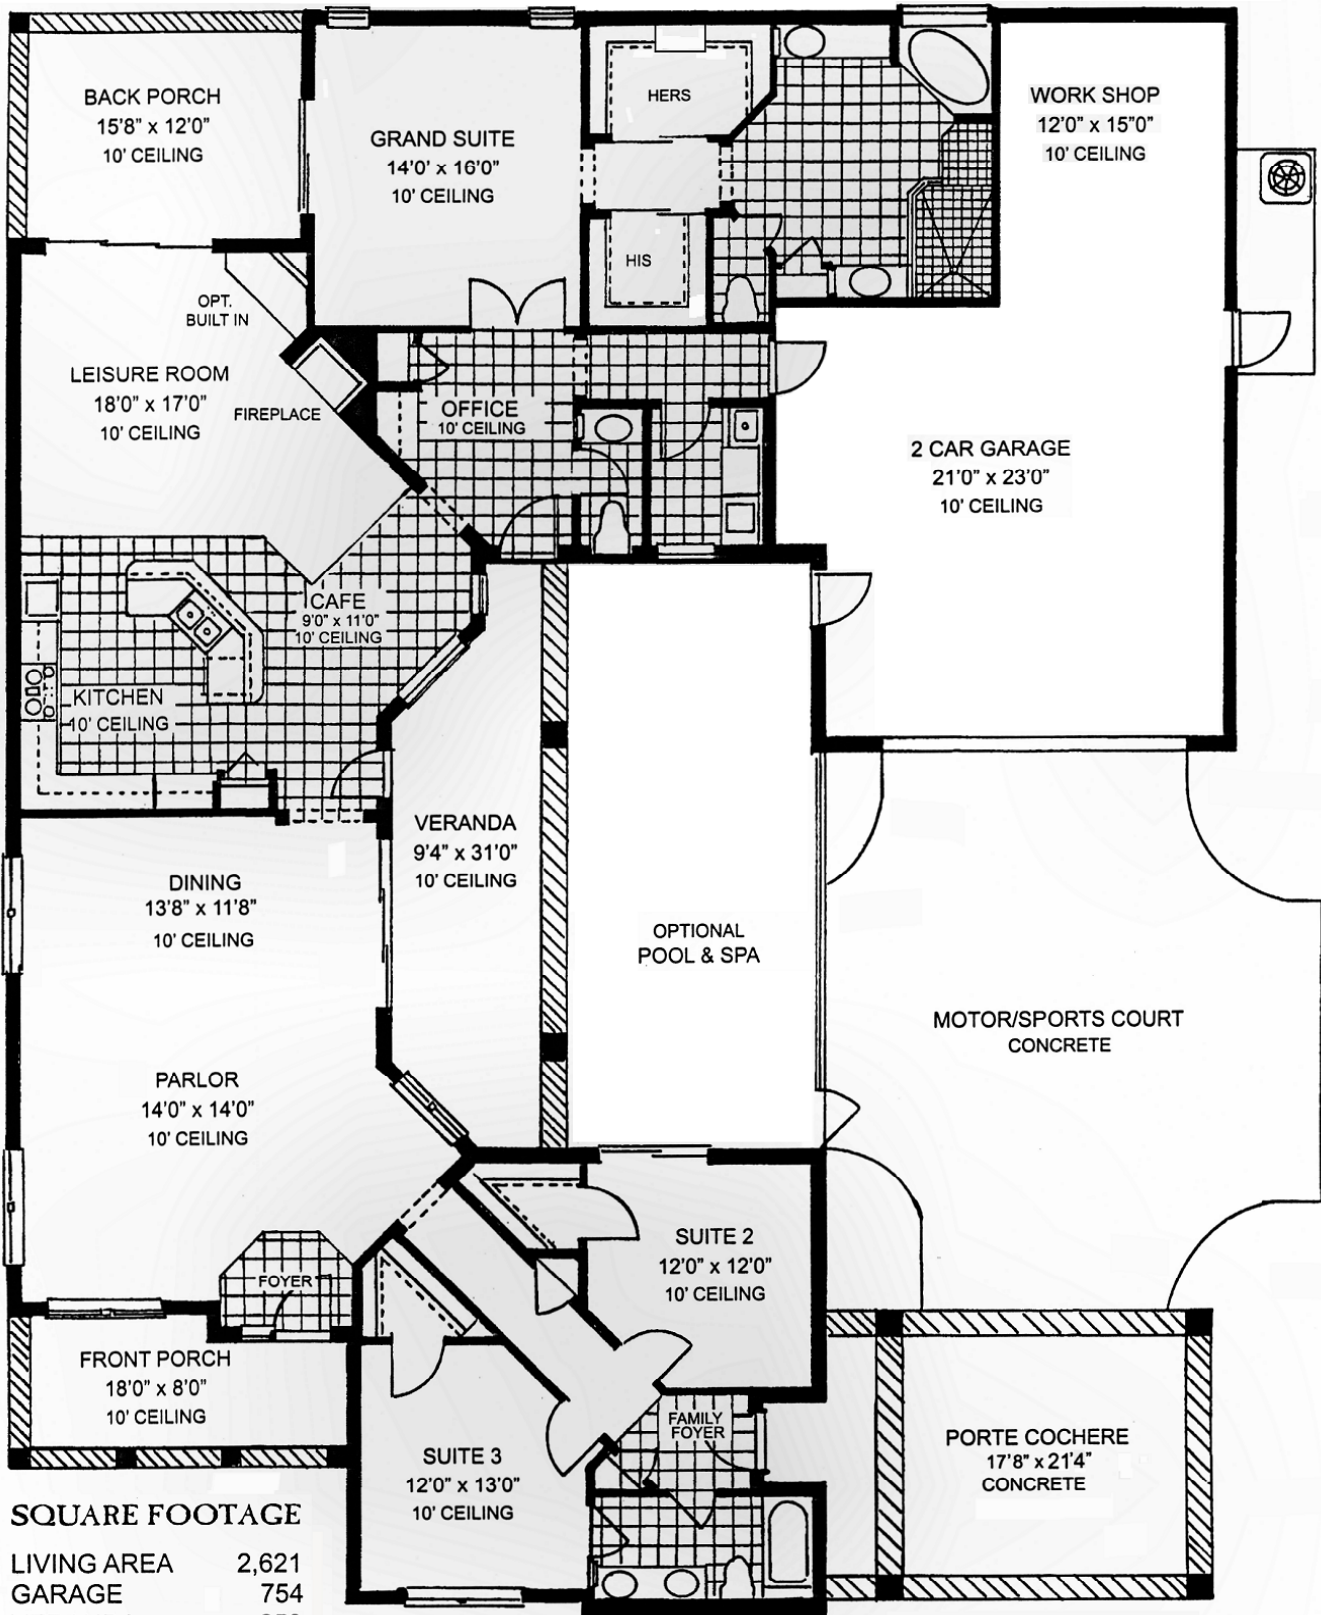 BACK PORCH
15'8" x 12'0"
10' CEILING
GRAND SUITE
14'0' x 16'0"
10' CEILING
HERS
HIS
WORK SHOP
12'0" x 15"0"
10' CEILING
OPT.
BUILT IN
LEISURE ROOM
18'0" x 17'0"
10' CEILING
FIREPLACE
OFFICE
10' CEILING
2 CAR GARAGE
21'0" x 23'0"
10' CEILING
CAFE
9'0" x 11'0"
10' CEILING
KITCHEN
10' CEILING
VERANDA
9'4" x 31'0"
10' CEILING
DINING
13'8" x 11'8"
10' CEILING
OPTIONAL
POOL & SPA
MOTOR/SPORTS COURT
CONCRETE
PARLOR
14'0" x 14'0"
10' CEILING
FOYER
SUITE 2
12'0" x 12'0"
10' CEILING
FRONT PORCH
18'0" x 8'0"
10' CEILING
FAMILY
FOYER
SUITE 3
12'0" x 13'0"
10' CEILING
PORTE COCHERE
17'8" x 21'4"
CONCRETE
SQUARE FOOTAGE
LIVING AREA 2,621
GARAGE 754